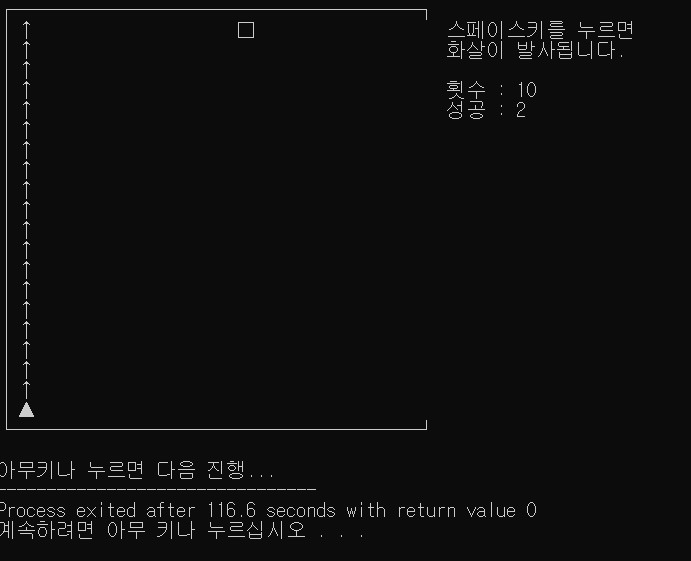 스페이스키를 누르면
화살이 발사됩니다.
횟수 : 10
성공 : 2
아무키나 누르면 다음 진행...
--------------------------------
Process exited after 116.6 seconds with return value 0
계속하려면 아무 키나 누르십시오 . . .